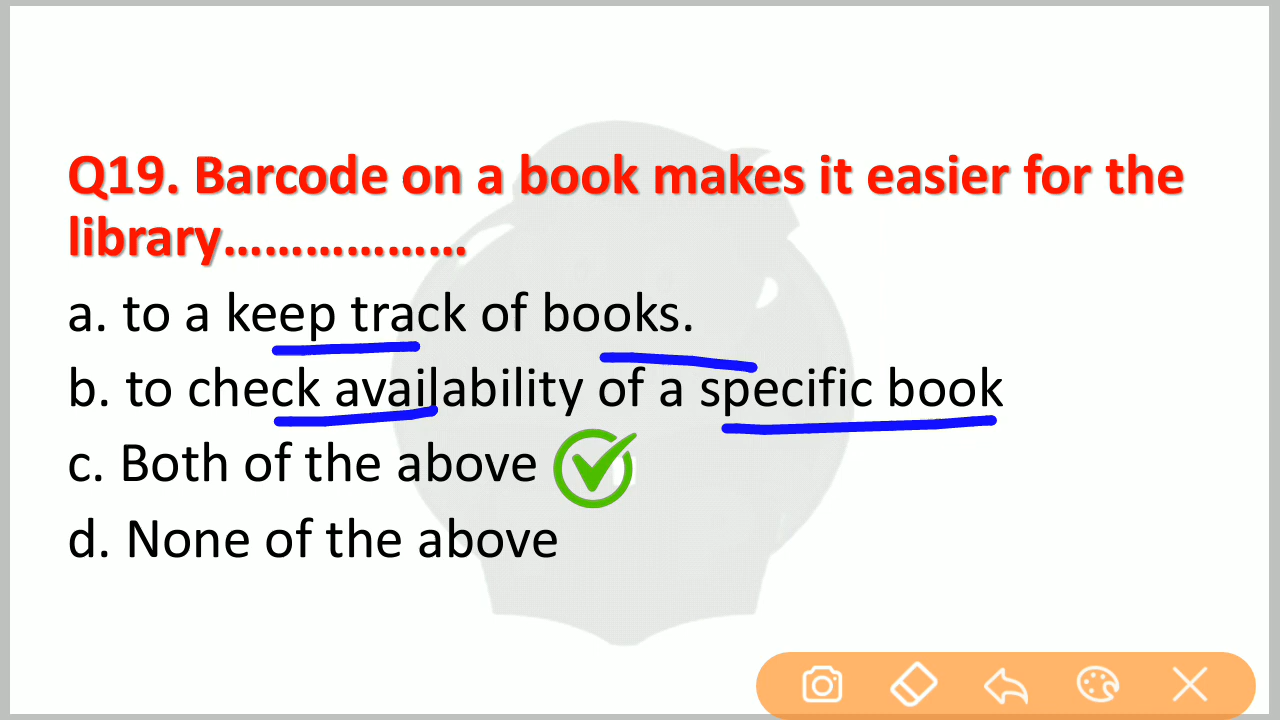 Q19. Barcode on a book makes it easier for the
library………………
a. to a keep track of books.
b. to check availability of a specific book
c. Both of the above
d. None of the above